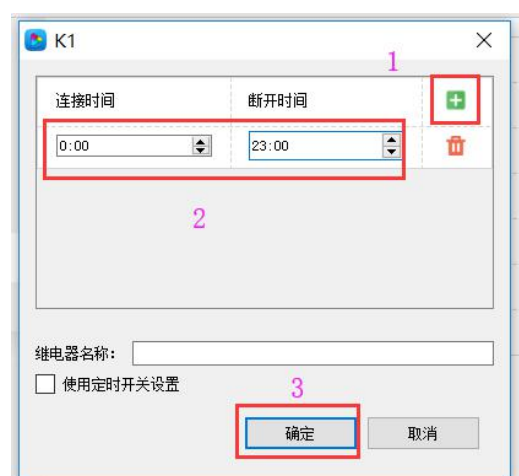 K1
1
连接时间 断开时间
0:00 23:00
2
继电器名称:
使用定时开关设置
3
确定 取消